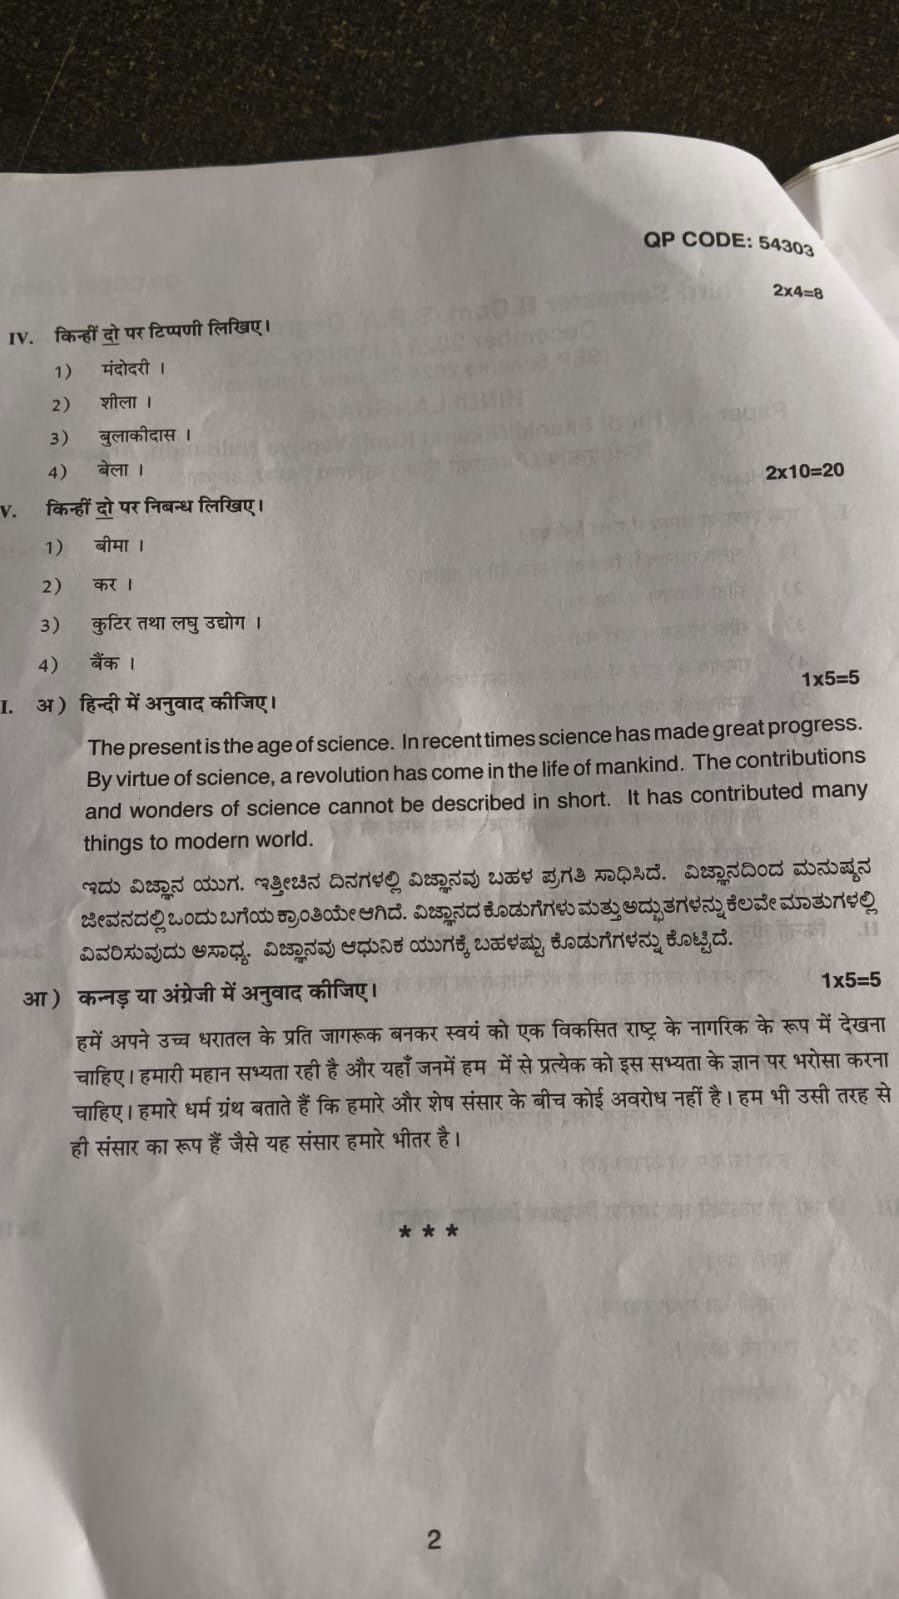 QP CODE: 54303
2x4=8
IV. किन्हीं दो पर टिप्पणी लिखिए।
1) मंदोदरी ।
2) शीला ।
3) बुलाकीदास ।
4) बेला ।
2x10=20
V. किन्हीं दो पर निबन्ध लिखिए।
1) बीमा ।
2) कर ।
3) कुटिर तथा लघु उद्योग ।
4) बैंक ।
1x5=5
I. अ) हिन्दी में अनुवाद कीजिए।
The present is the age of science. In recent times science has made great progress.
By virtue of science, a revolution has come in the life of mankind. The contributions
and wonders of science cannot be described in short. It has contributed many
things to modern world.
ಇದು ವಿಜ್ಞಾನ ಯುಗ. ಇತ್ತೀಚಿನ ದಿನಗಳಲ್ಲಿ ವಿಜ್ಞಾನವು ಬಹಳ ಪ್ರಗತಿ ಸಾಧಿಸಿದೆ. ವಿಜ್ಞಾನದಿಂದ ಮನುಷ್ಯನ
ಜೀವನದಲ್ಲಿ ಒಂದು ಬಗೆಯ ಕ್ರಾಂತಿಯೇ ಆಗಿದೆ. ವಿಜ್ಞಾನದ ಕೊಡುಗೆಗಳು ಮತ್ತು ಅದ್ಭುತಗಳನ್ನು ಕೆಲವೇ ಮಾತುಗಳಲ್ಲಿ
ವಿವರಿಸುವುದು ಅಸಾಧ್ಯ. ವಿಜ್ಞಾನವು ಆಧುನಿಕ ಯುಗಕ್ಕೆ ಬಹಳಷ್ಟು ಕೊಡುಗೆಗಳನ್ನು ಕೊಟ್ಟಿದೆ.
1x5=5
आ) कन्नड़ या अंग्रेजी में अनुवाद कीजिए।
हमें अपने उच्च धरातल के प्रति जागरूक बनकर स्वयं को एक विकसित राष्ट्र के नागरिक के रूप में देखना
चाहिए। हमारी महान सभ्यता रही है और यहाँ जनमें हम में से प्रत्येक को इस सभ्यता के ज्ञान पर भरोसा करना
चाहिए। हमारे धर्म ग्रंथ बताते हैं कि हमारे और शेष संसार के बीच कोई अवरोध नहीं है। हम भी उसी तरह से
ही संसार का रूप हैं जैसे यह संसार हमारे भीतर है।
* * *
2